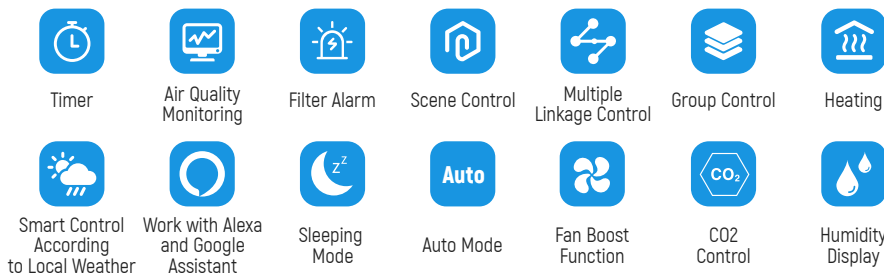 Timer
Air Quality
Monitoring
Filter Alarm
Scene Control
Multiple
Linkage Control
Group Control
Heating
Smart Control
According
to Local Weather
Work with Alexa
and Google
Assistant
zZ
Sleeping
Mode
Auto
Auto Mode
Fan Boost
Function
CO₂
CO2
Control
Humidity
Display